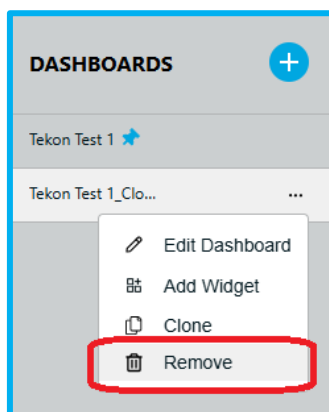 DASHBOARDS
Tekon Test 1
Tekon Test 1_Clo...
Edit Dashboard
Add Widget
Clone
Remove